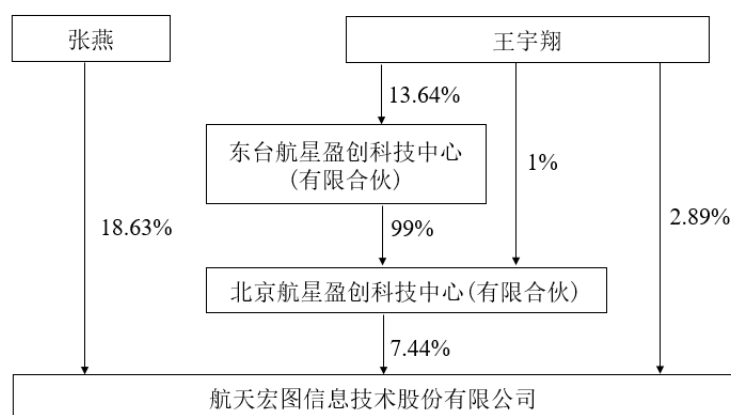 张燕
王宇翔
13.64%
东台航星盈创科技中心
(有限合伙)
1%
18.63%
99%
2.89%
北京航星盈创科技中心(有限合伙)
7.44%
航天宏图信息技术股份有限公司